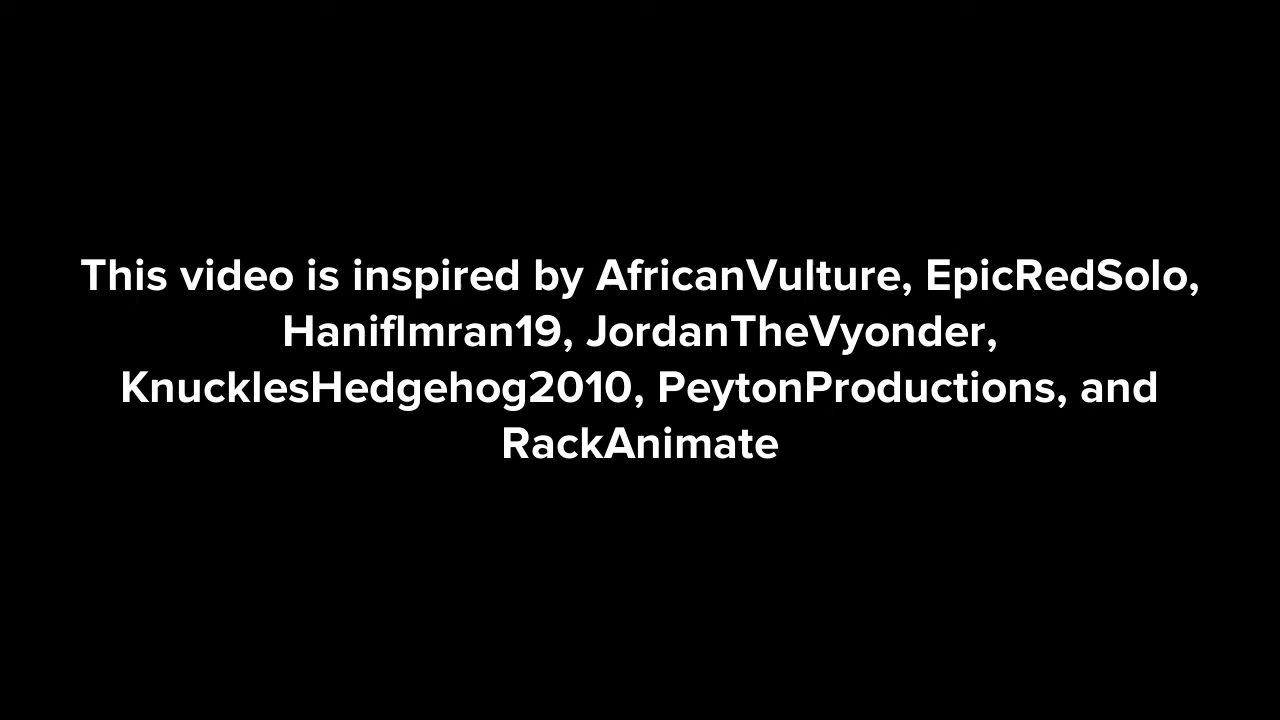 This video is inspired by AfricanVulture, EpicRedSolo,
HanifImran19, JordanTheVyonder,
KnucklesHedgehog2010, PeytonProductions, and
RackAnimate